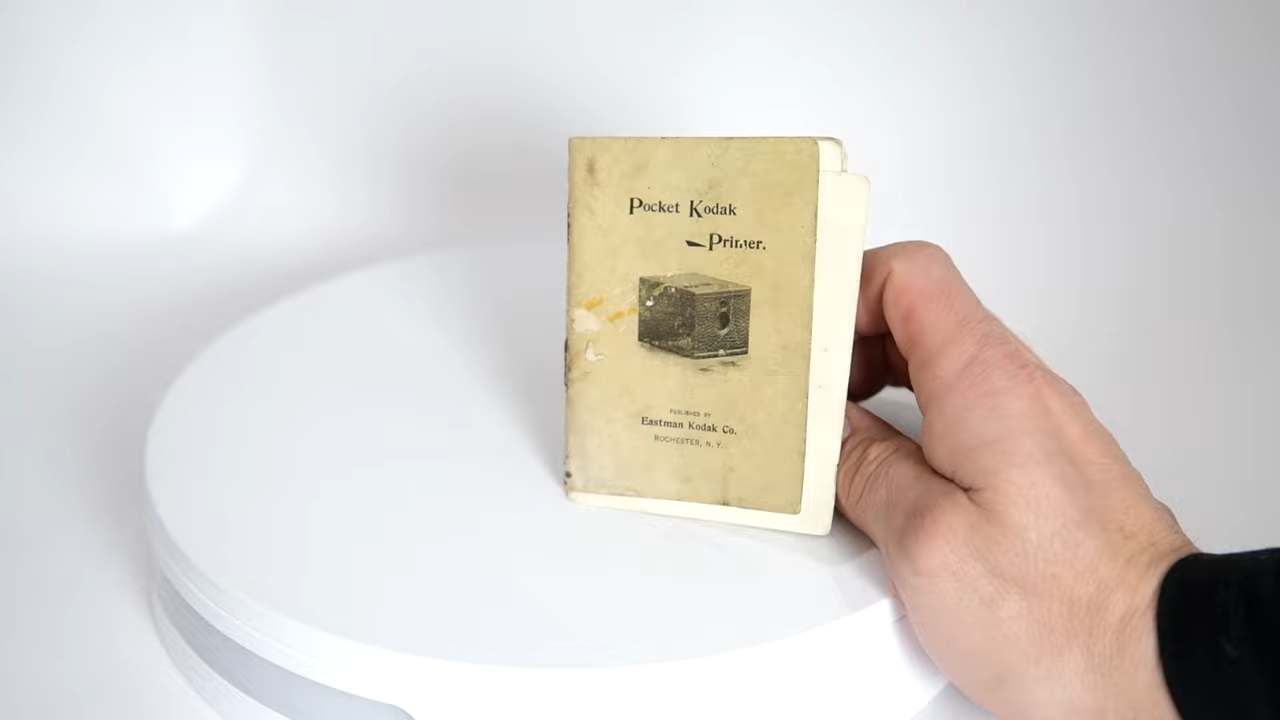 Pocket Kodak
Primer.
PUBLISHED BY
Eastman Kodak Co.
ROCHESTER, N. Y.